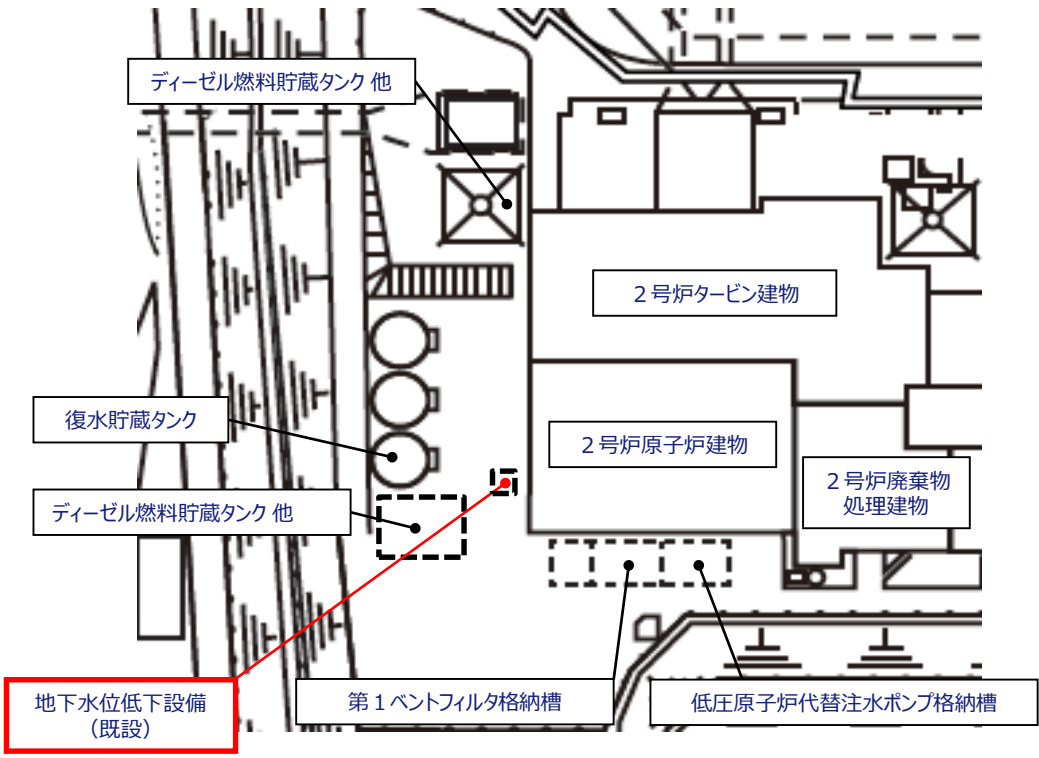 ディーゼル燃料貯蔵タンク 他
２号炉タービン建物
復水貯蔵タンク
２号炉原子炉建物
２号炉廃棄物
処理建物
ディーゼル燃料貯蔵タンク 他
地下水位低下設備
（既設）
第１ベントフィルタ格納槽
低圧原子炉代替注水ポンプ格納槽